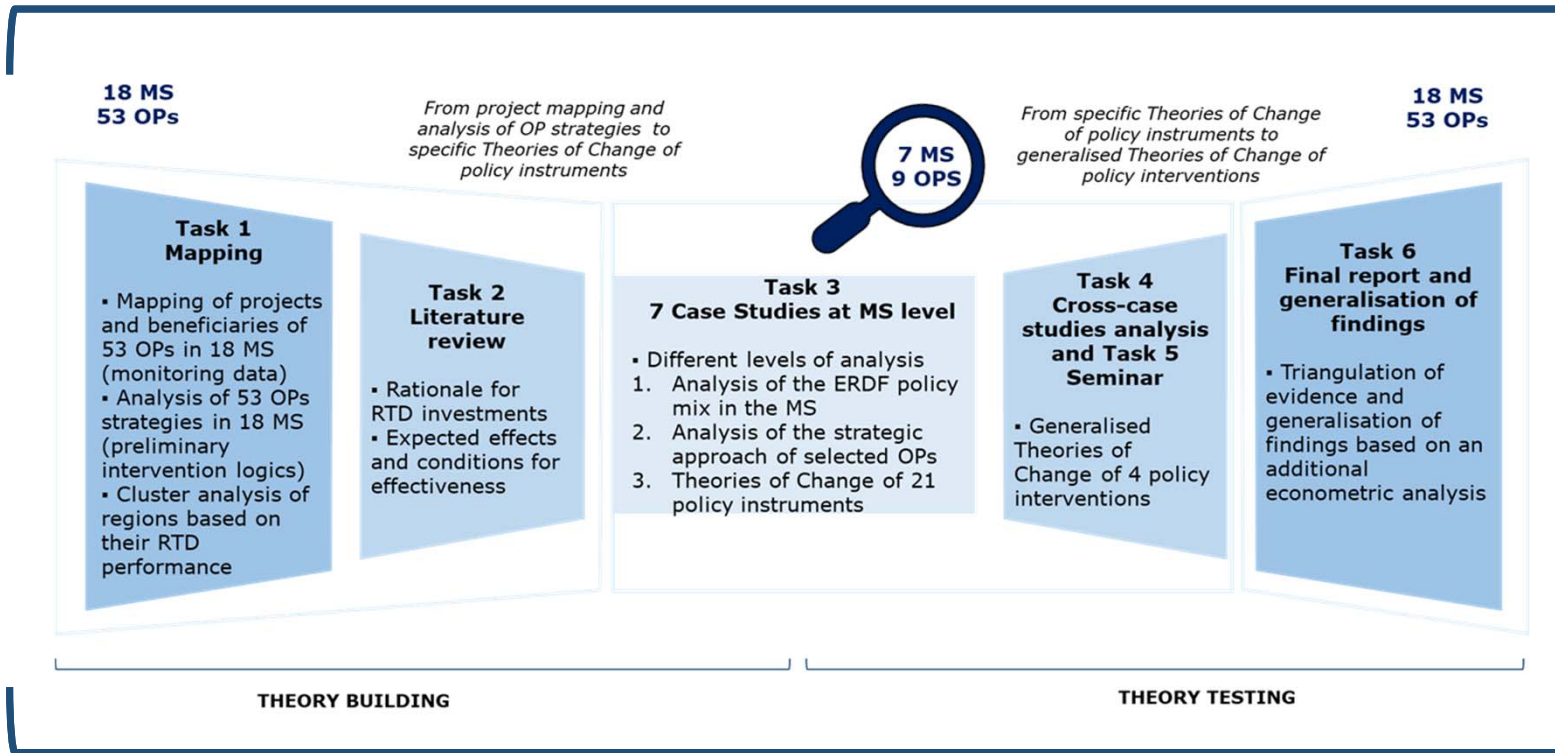 18 MS
53 OPs
From project mapping and
analysis of OP strategies to
specific Theories of Change of
policy instruments
7 MS
9 OPS
From specific Theories of Change
of policy instruments to
generalised Theories of Change of
policy interventions
18 MS
53 OPs
Task 1
Mapping
▪ Mapping of projects
and beneficiaries of
53 OPs in 18 MS
(monitoring data)
▪ Analysis of 53 OPs
strategies in 18 MS
(preliminary
intervention logics)
▪ Cluster analysis of
regions based on
their RTD
performance
Task 2
Literature
review
▪ Rationale for
RTD investments
▪ Expected effects
and conditions for
effectiveness
Task 3
7 Case Studies at MS level
▪ Different levels of analysis
1. Analysis of the ERDF policy
mix in the MS
2. Analysis of the strategic
approach of selected OPs
3. Theories of Change of 21
policy instruments
Task 4
Cross-case
studies analysis
and Task 5
Seminar
▪ Generalised
Theories of
Change of 4 policy
interventions
Task 6
Final report and
generalisation of
findings
▪ Triangulation of
evidence and
generalisation of
findings based on an
additional
econometric analysis
THEORY BUILDING
THEORY TESTING